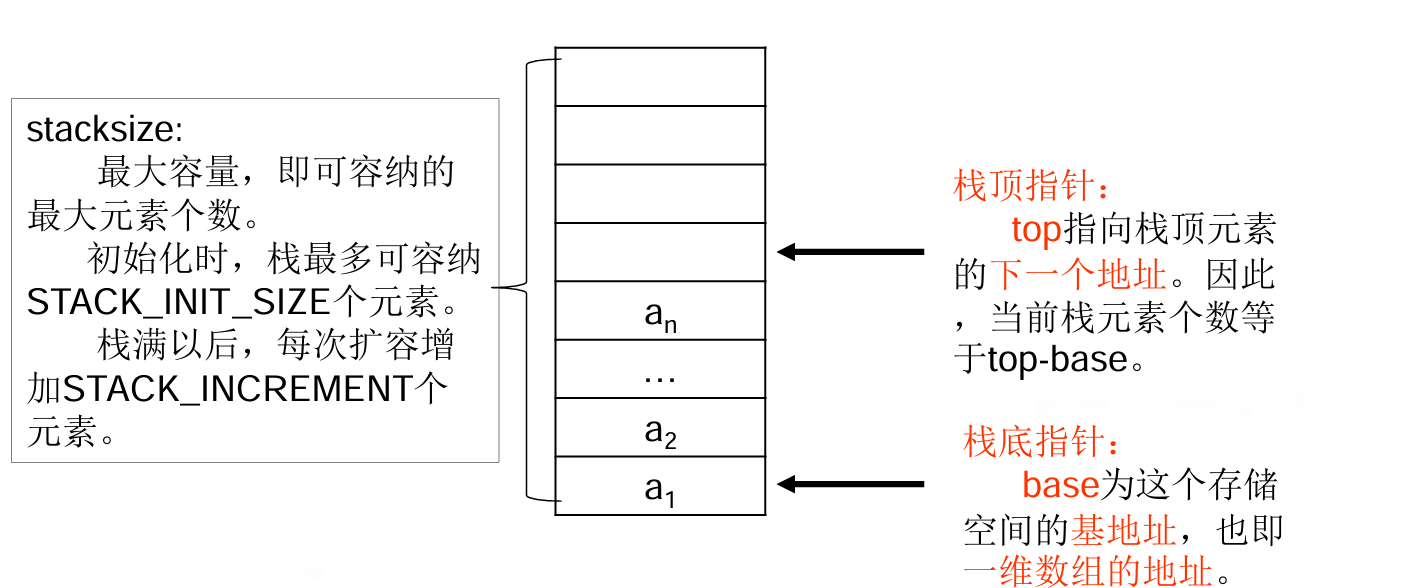 stacksize:
最大容量，即可容纳的
最大元素个数。
初始化时，栈最多可容纳
STACK_INIT_SIZE个元素。
栈满以后，每次扩容增
加STACK_INCREMENT个
元素。
aₙ
…
a₂
a₁
栈顶指针：
top指向栈顶元素
的下一个地址。因此
，当前栈元素个数等
于top-base。
栈底指针：
base为这个存储
空间的基地址，也即
一维数组的地址。